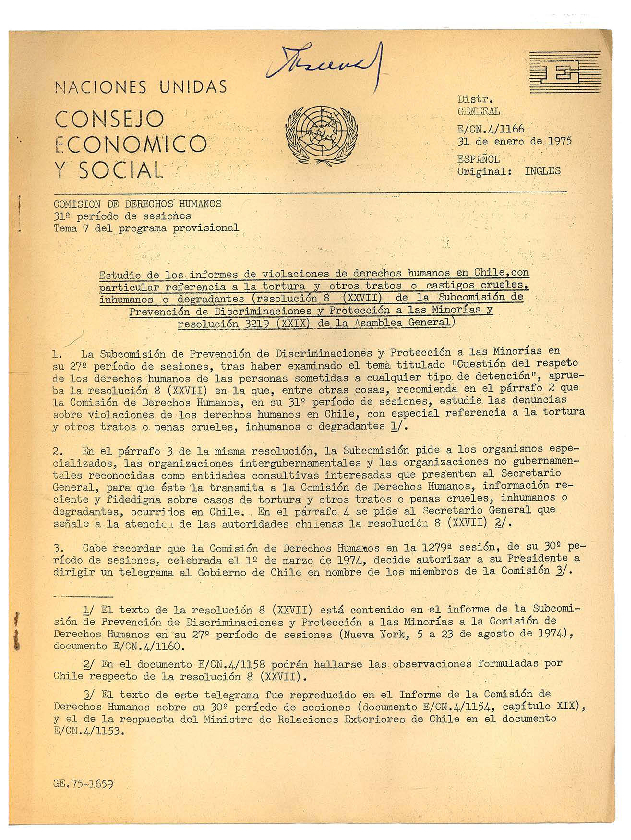 E
NACIONES UNIDAS
CONSEJO
ECONOMICO
Y SOCIAL
Distr.
GENERAL
E/CN.4/1166
31 de enero de 1975
ESPAÑOL
Original: INGLES
COMISION DE DERECHOS HUMANOS
31º período de sesiones
Tema 7 del programa provisional
Estudio de los informes de violaciones de derechos humanos en Chile, con
particular referencia a la tortura y otros tratos o castigos crueles,
inhumanos o degradantes (resolución 8 (XXVII) de la Subcomisión de
Prevención de Discriminaciones y Protección a las Minorías y
resolución 3219 (XXIX) de la Asamblea General)
1. La Subcomisión de Prevención de Discriminaciones y Protección a las Minorías en
su 27º período de sesiones, tras haber examinado el tema titulado "Cuestión del respeto
de los derechos humanos de las personas sometidas a cualquier tipo de detención", aprue-
ba la resolución 8 (XXVII) en la que, entre otras cosas, recomienda en el párrafo 2 que
la Comisión de Derechos Humanos, en su 31º período de sesiones, estudie las denuncias
sobre violaciones de los derechos humanos en Chile, con especial referencia a la tortura
y otros tratos o penas crueles, inhumanos o degradantes 1/.
2. En el párrafo 3 de la misma resolución, la Subcomisión pide a los organismos espe-
cializados, las organizaciones intergubernamentales y las organizaciones no gubernamen-
tales reconocidas como entidades consultivas interesadas que presenten al Secretario
General, para que éste la transmita a la Comisión de Derechos Humanos, información re-
ciente y fidedigna sobre casos de tortura y otros tratos o penas crueles, inhumanos o
degradantes, ocurridos en Chile. En el párrafo 4 se pide al Secretario General que
señale a la atención de las autoridades chilenas la resolución 8 (XXVII) 2/.
3. Cabe recordar que la Comisión de Derechos Humanos en la 1279ª sesión, de su 30º pe-
ríodo de sesiones, celebrada el 1º de marzo de 1974, decide autorizar a su Presidente a
dirigir un telegrama al Gobierno de Chile en nombre de los miembros de la Comisión 3/.
1/ El texto de la resolución 8 (XXVII) está contenido en el informe de la Subcomi-
sión de Prevención de Discriminaciones y Protección a las Minorías a la Comisión de
Derechos Humanos en su 27º período de sesiones (Nueva York, 5 a 23 de agosto de 1974),
documento E/CN.4/1160.
2/ En el documento E/CN.4/1158 podrán hallarse las observaciones formuladas por
Chile respecto de la resolución 8 (XXVII).
3/ El texto de este telegrama fue reproducido en el Informe de la Comisión de
Derechos Humanos sobre su 30º período de sesiones (documento E/CN.4/1154, capítulo XIX),
y el de la respuesta del Ministro de Relaciones Exteriores de Chile en el documento
E/CN.4/1153.
GE.75-1659